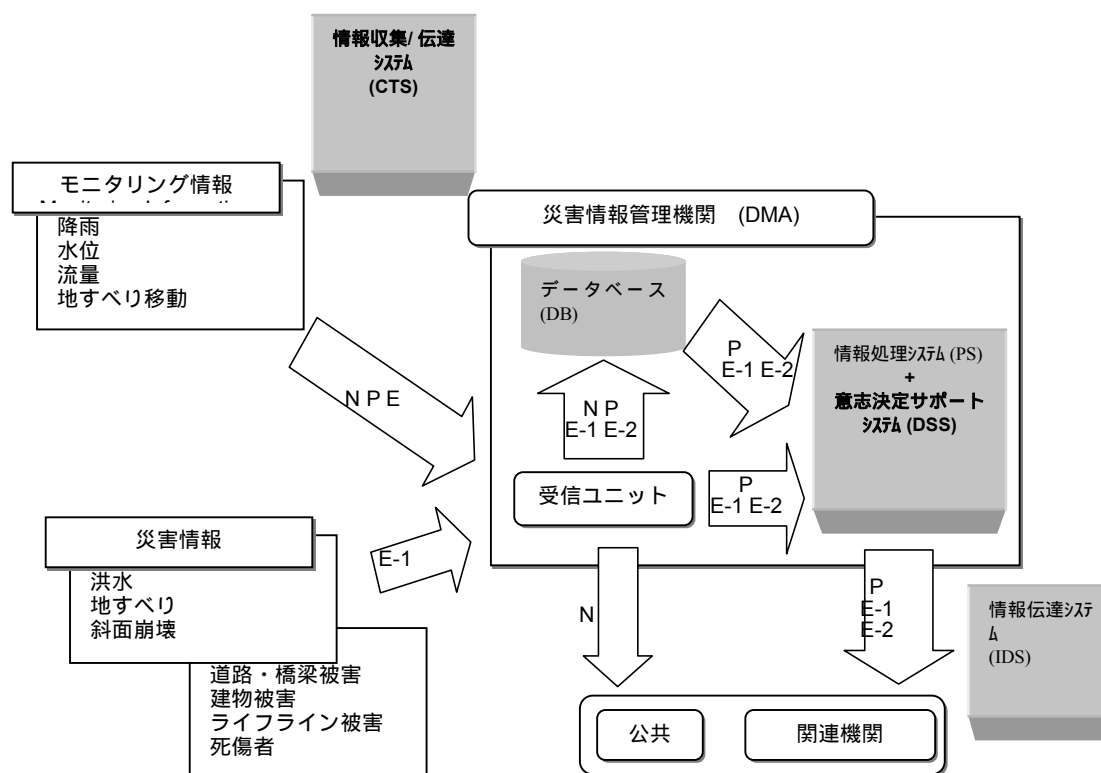 情報収集/ 伝達
ｼｽﾃﾑ
(CTS)
モニタリング情報
降雨
水位
流量
地すべり移動
災害情報管理機関 (DMA)
データベース
(DB)
P
E-1 E-2
情報処理ｼｽﾃﾑ (PS)
+
意志決定サポート
ｼｽﾃﾑ (DSS)
N P E
N P
E-1 E-2
受信ユニット
P
E-1 E-2
災害情報
洪水
地すべり
斜面崩壊
E-1
道路・橋梁被害
建物被害
ライフライン被害
死傷者
N
P
E-1
E-2
情報伝達ｼｽﾃ
ﾑ
(IDS)
公共
関連機関